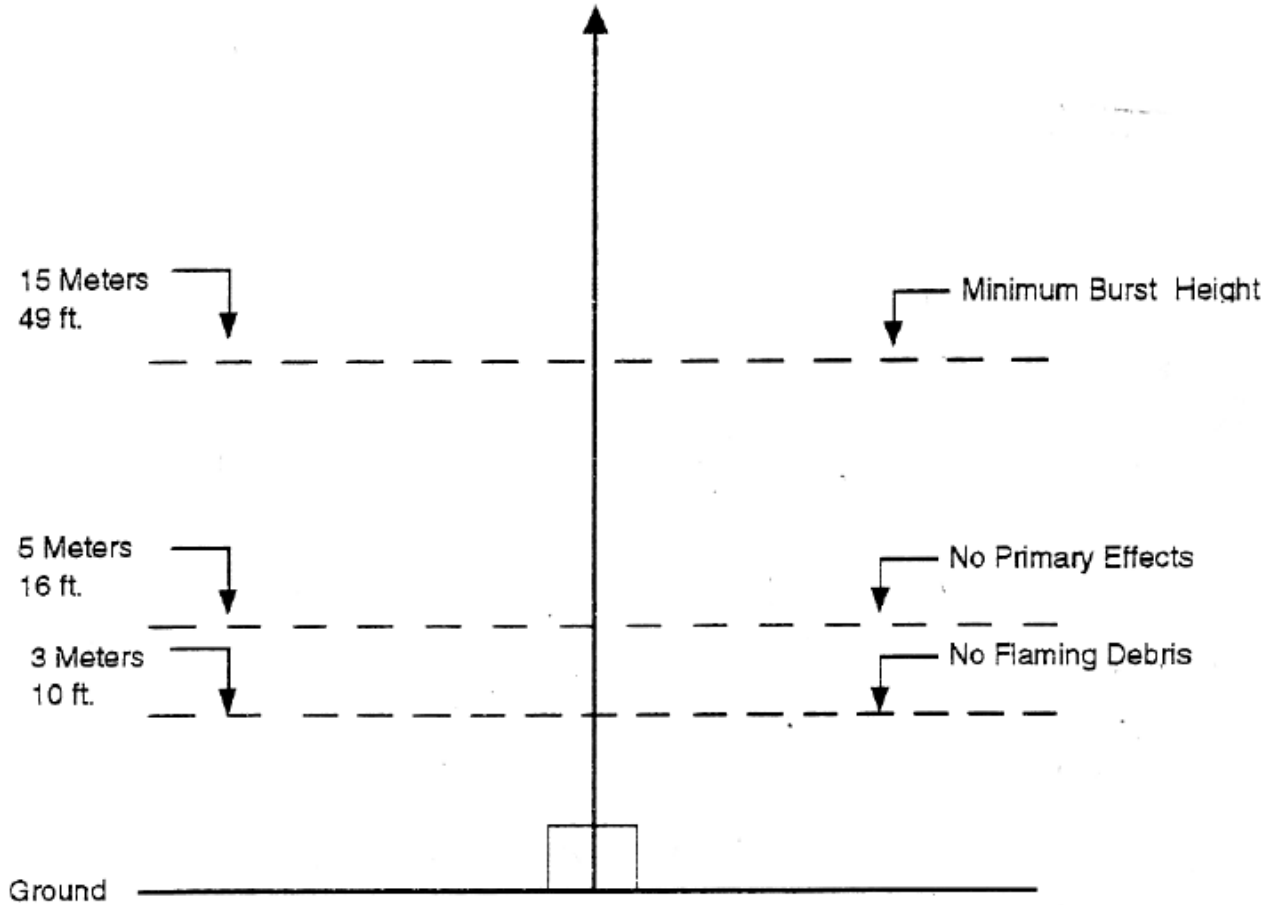 15 Meters
49 ft.
Minimum Burst Height
5 Meters
16 ft.
No Primary Effects
3 Meters
10 ft.
No Flaming Debris
Ground